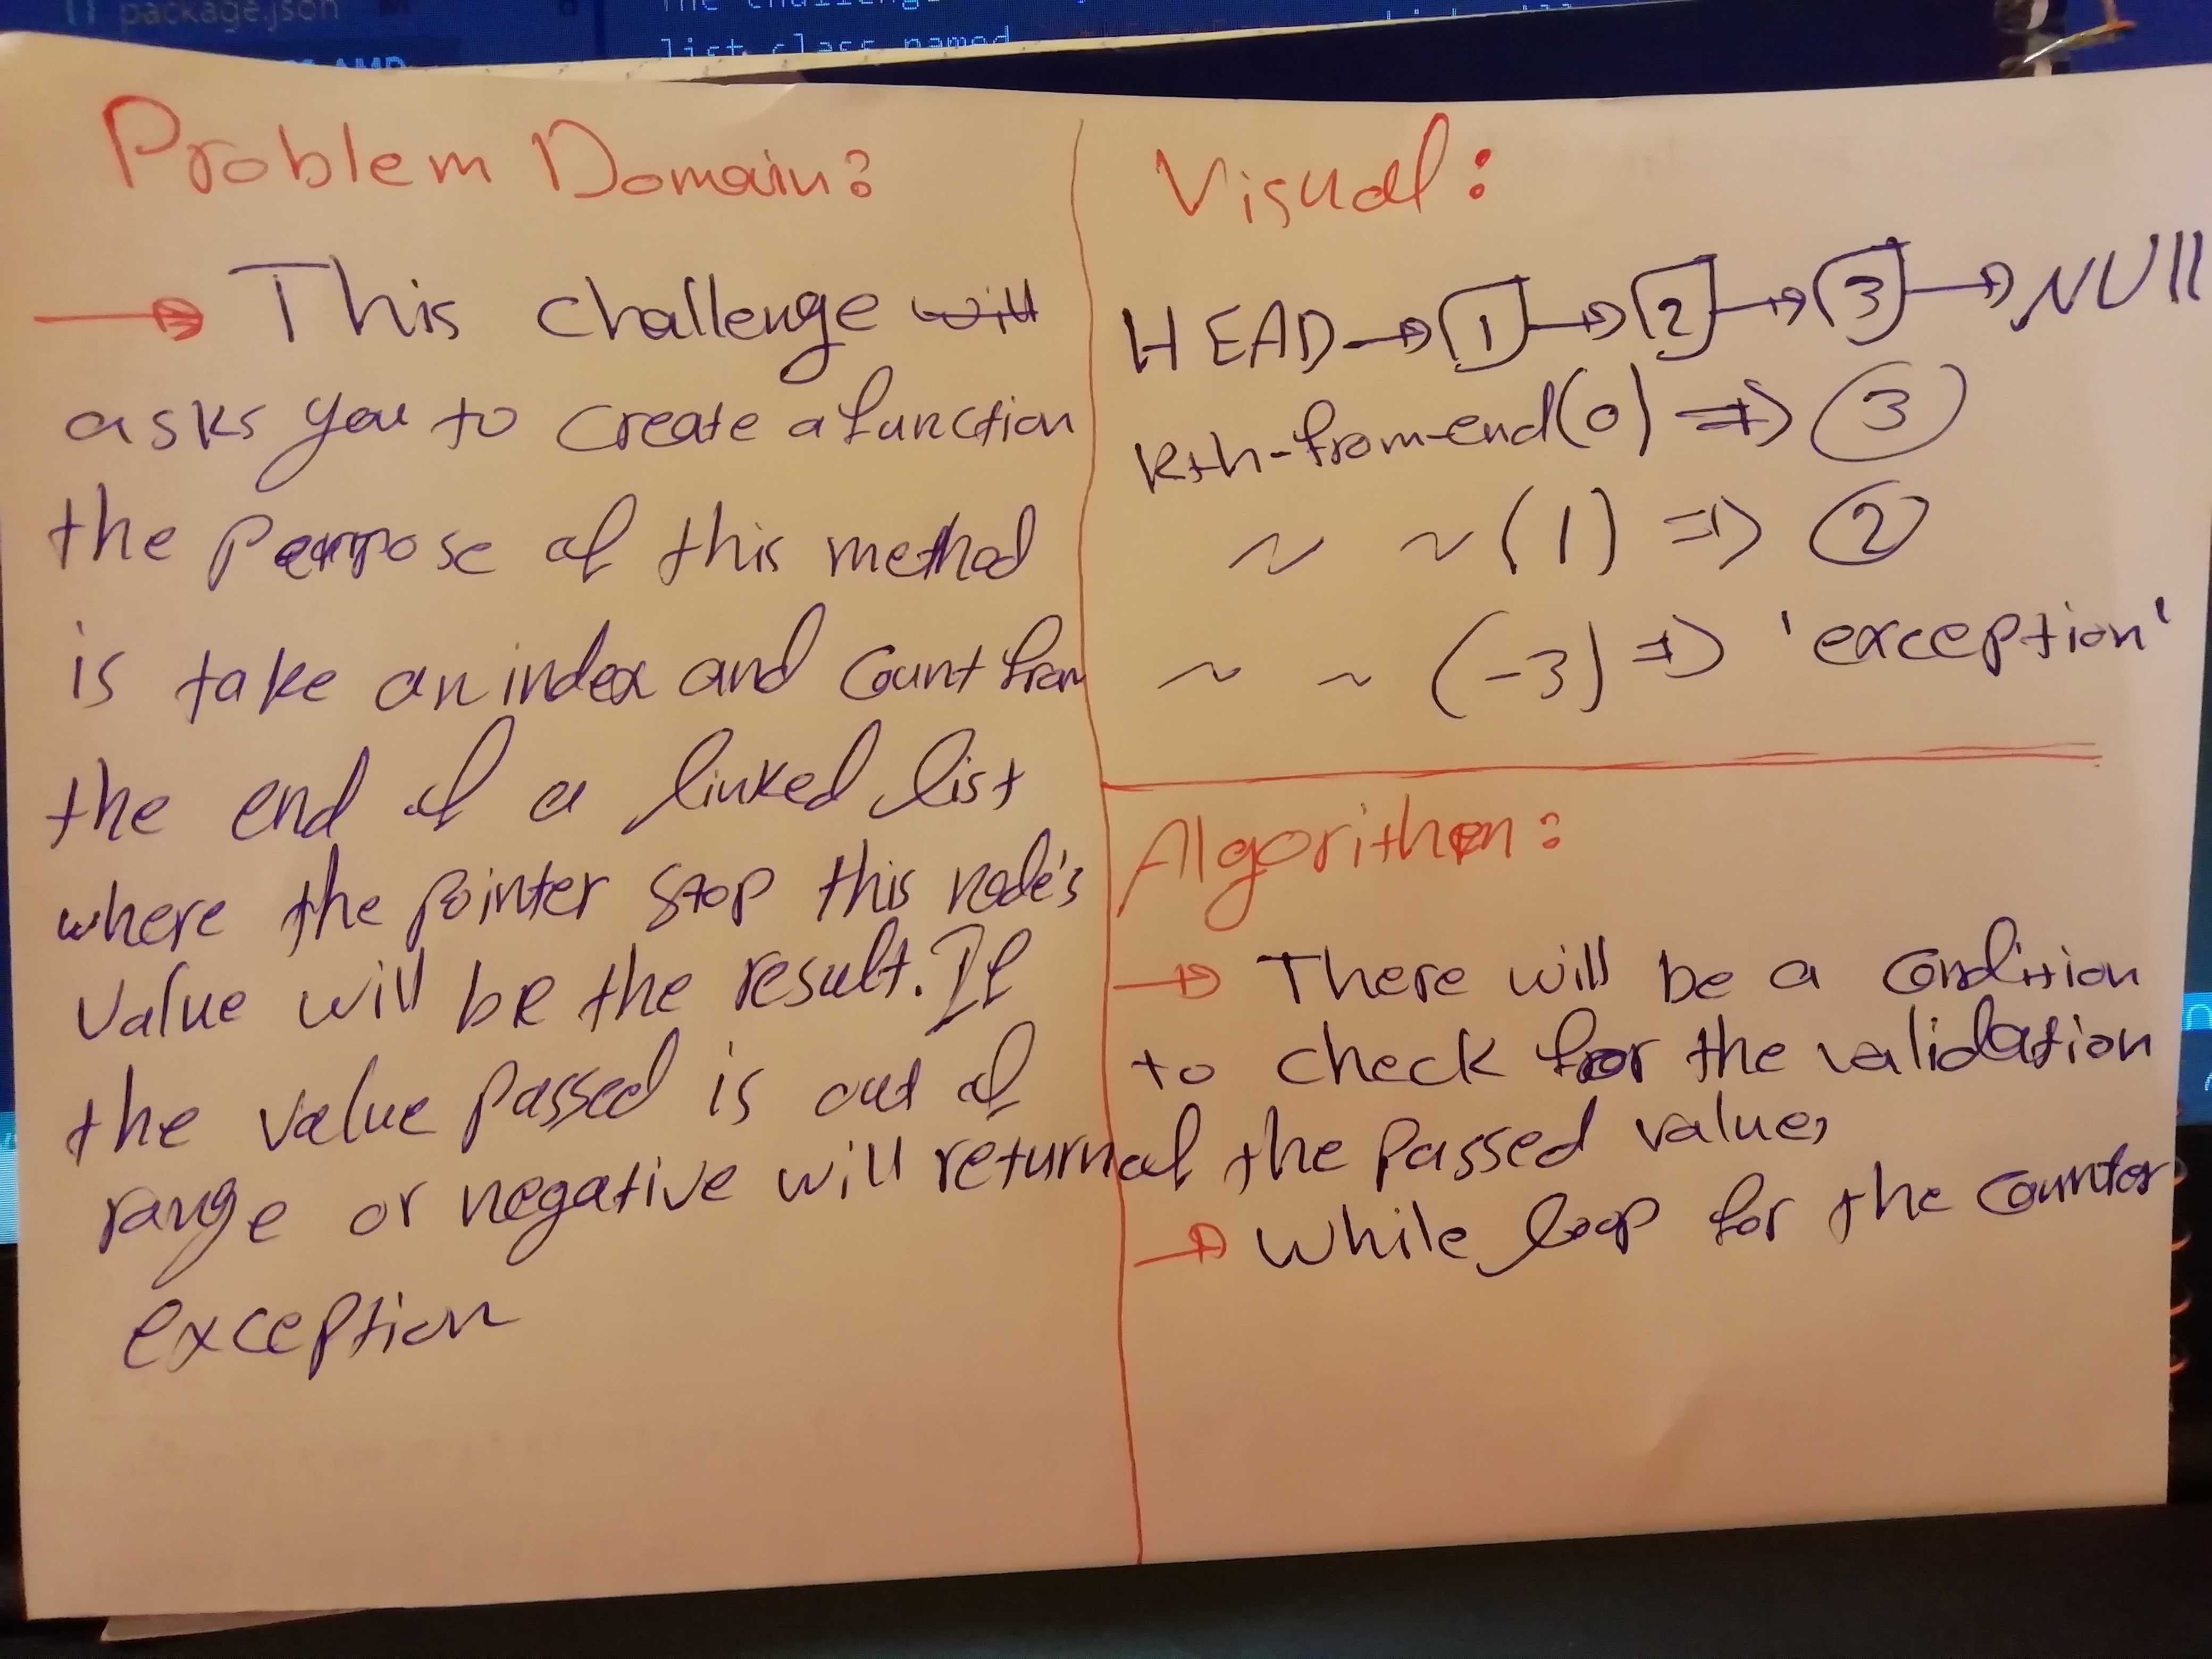 package.json
list class named
Problem Domain:
→ This challenge will
asks you to create a function
the perpose of this method
is take an index and count from
the end of a linked list
where the pointer stop this node's
value will be the result. If
the value passed is out of
range or negative will return
exception
Visual:
HEAD → 1 → 2 → 3 → NUll
kth-from-end(0) => 3
~ ~ (1) => 2
~ ~ (-3) => 'exception'
Algorithm:
→ There will be a condition
to check for the validation
of the passed value,
→ While loop for the counter